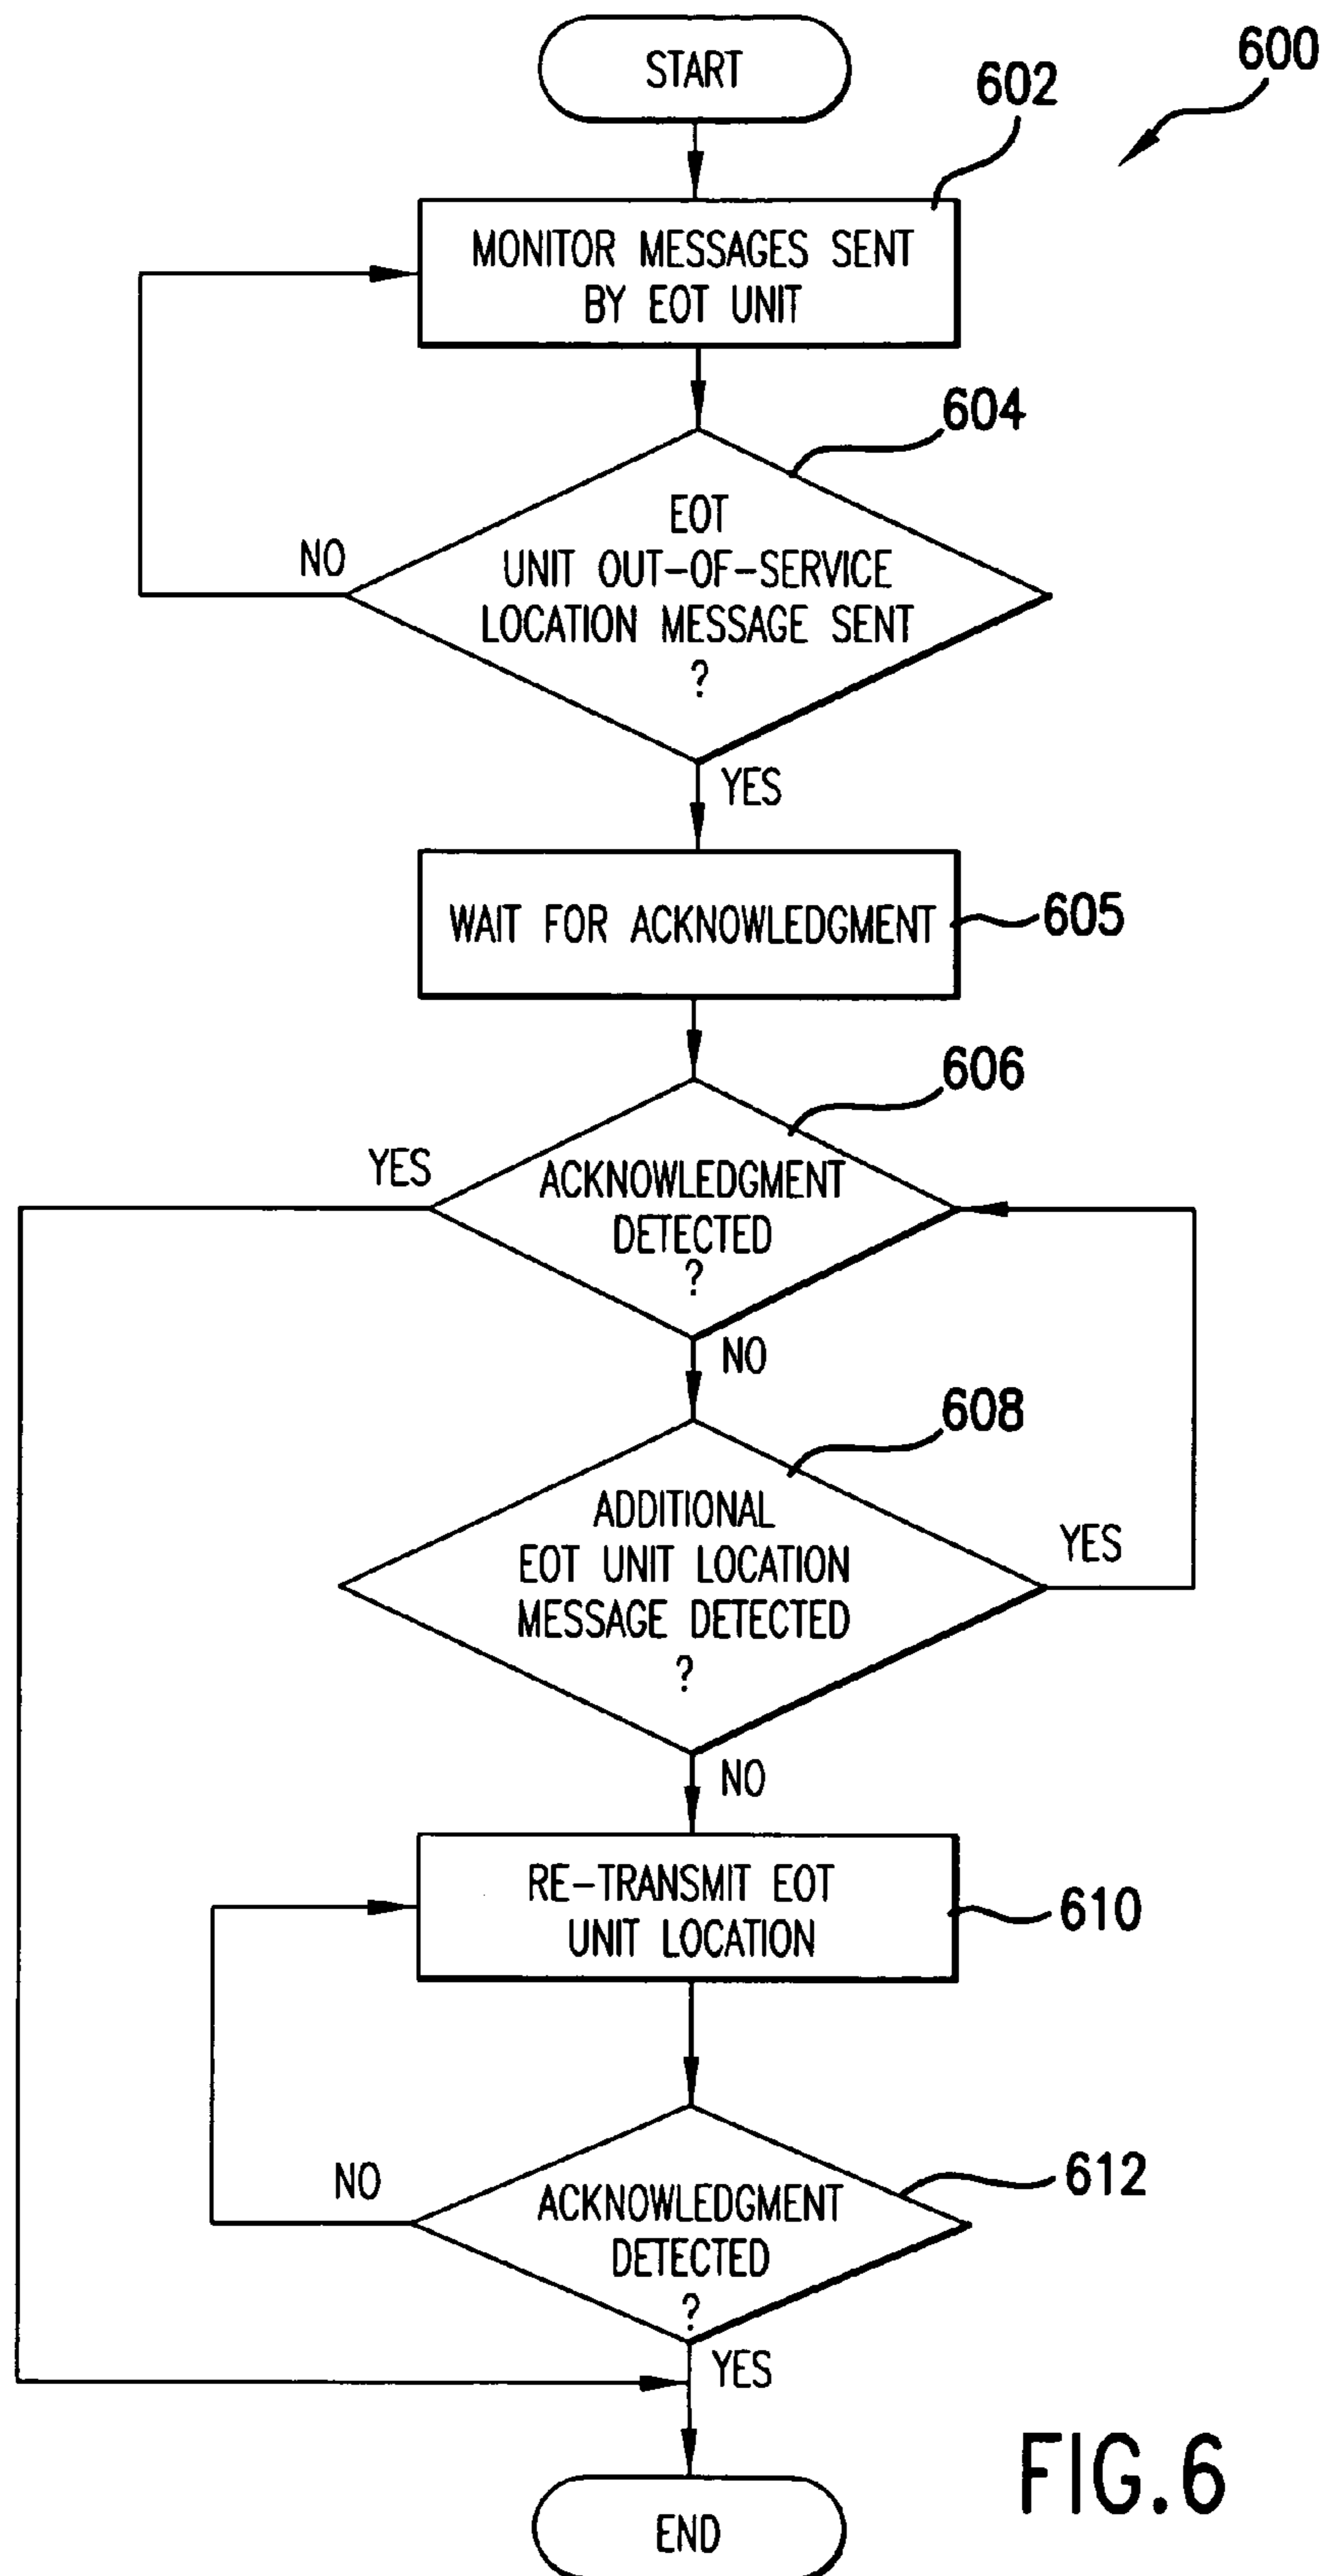 START
600
602
MONITOR MESSAGES SENT
BY EOT UNIT
604
EOT
UNIT OUT-OF-SERVICE
LOCATION MESSAGE SENT
?
NO
YES
WAIT FOR ACKNOWLEDGMENT
605
606
YES
ACKNOWLEDGMENT
DETECTED
?
NO
608
ADDITIONAL
EOT UNIT LOCATION
MESSAGE DETECTED
?
YES
NO
RE-TRANSMIT EOT
UNIT LOCATION
610
612
NO
ACKNOWLEDGMENT
DETECTED
?
YES
END
FIG.6